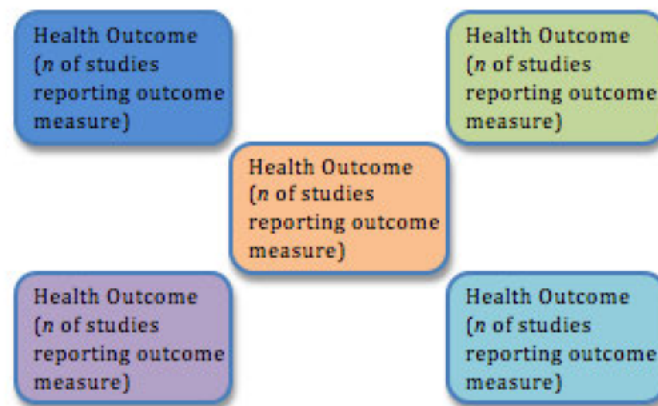 Health Outcome
(n of studies
reporting outcome
measure)
Health Outcome
(n of studies
reporting outcome
measure)
Health Outcome
(n of studies
reporting outcome
measure)
Health Outcome
(n of studies
reporting outcome
measure)
Health Outcome
(n of studies
reporting outcome
measure)